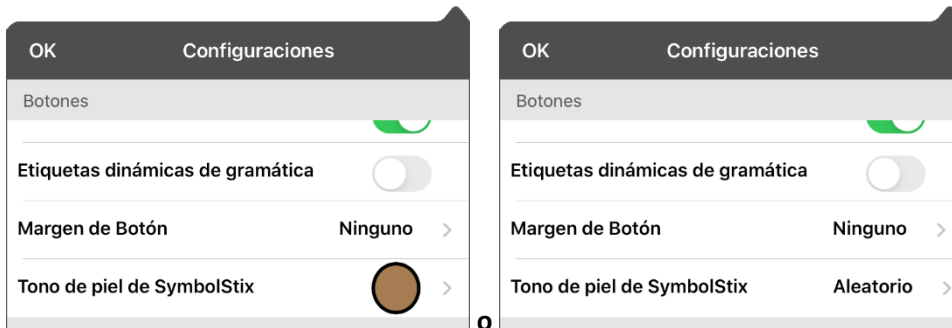 OK Configuraciones
Botones
Etiquetas dinámicas de gramática
Margen de Botón Ninguno
Tono de piel de SymbolStix
o
OK Configuraciones
Botones
Etiquetas dinámicas de gramática
Margen de Botón Ninguno
Tono de piel de SymbolStix Aleatorio